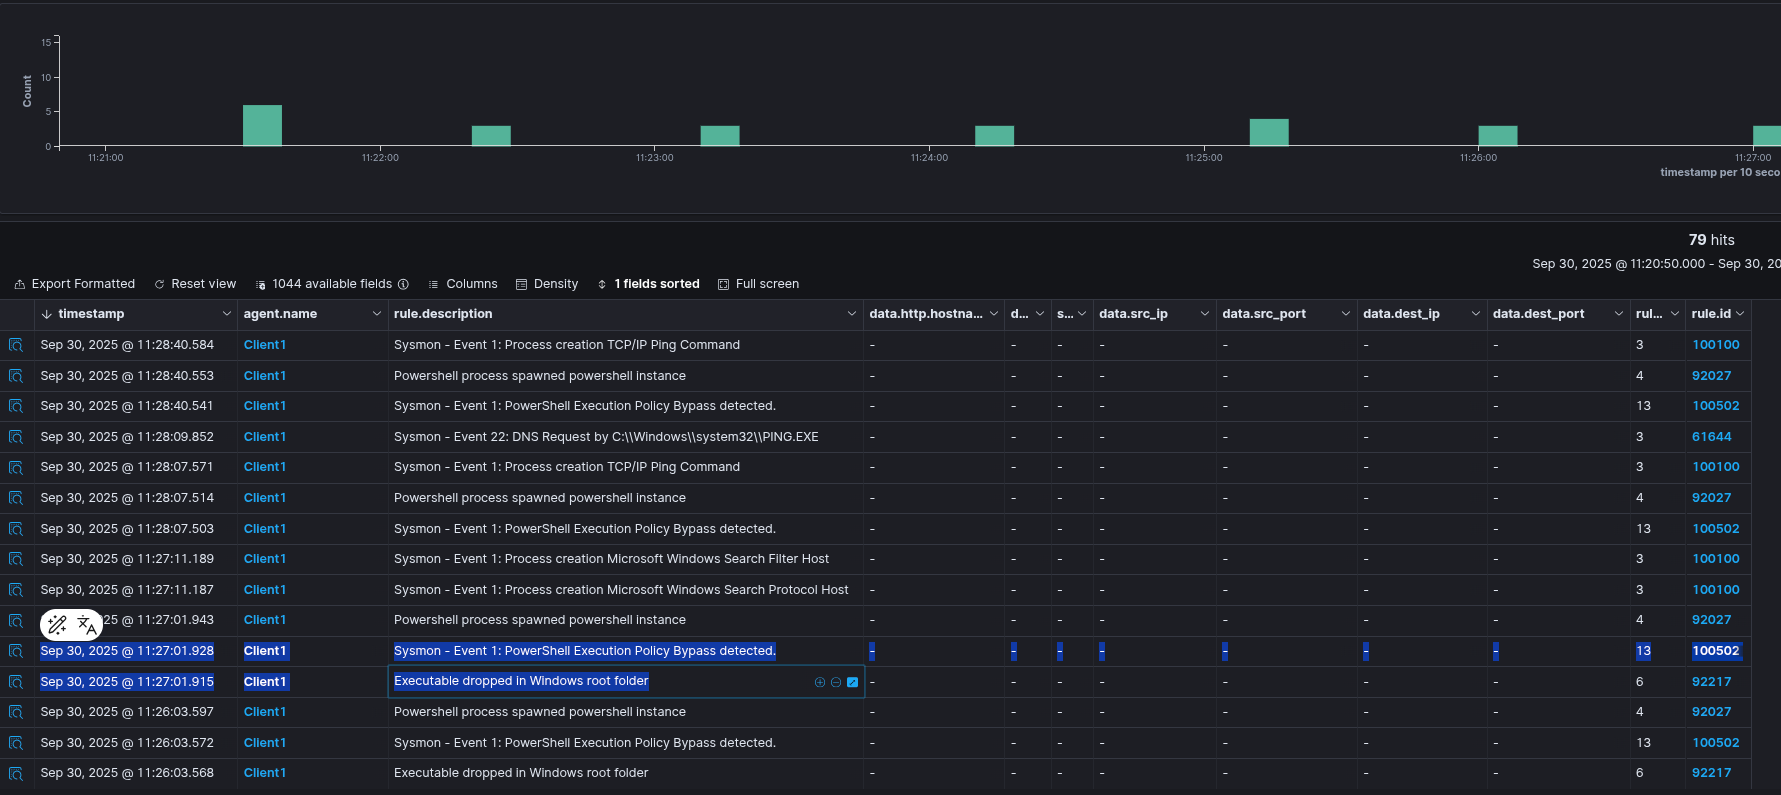 15
10
5
0
Count
11:21:00 11:22:00 11:23:00 11:24:00 11:25:00 11:26:00 11:27:00
timestamp per 10 seco
79 hits
Sep 30, 2025 @ 11:20:50.000 - Sep 30, 20
Export Formatted Reset view 1044 available fields Columns Density 1 fields sorted Full screen
timestamp agent.name rule.description data.http.hostna... d... s... data.src_ip data.src_port data.dest_ip data.dest_port rul... rule.id
Sep 30, 2025 @ 11:28:40.584 Client1 Sysmon - Event 1: Process creation TCP/IP Ping Command - - - - - - - 3 100100
Sep 30, 2025 @ 11:28:40.553 Client1 Powershell process spawned powershell instance - - - - - - - 4 92027
Sep 30, 2025 @ 11:28:40.541 Client1 Sysmon - Event 1: PowerShell Execution Policy Bypass detected. - - - - - - - 13 100502
Sep 30, 2025 @ 11:28:09.852 Client1 Sysmon - Event 22: DNS Request by C:\\Windows\\system32\\PING.EXE - - - - - - - 3 61644
Sep 30, 2025 @ 11:28:07.571 Client1 Sysmon - Event 1: Process creation TCP/IP Ping Command - - - - - - - 3 100100
Sep 30, 2025 @ 11:28:07.514 Client1 Powershell process spawned powershell instance - - - - - - - 4 92027
Sep 30, 2025 @ 11:28:07.503 Client1 Sysmon - Event 1: PowerShell Execution Policy Bypass detected. - - - - - - - 13 100502
Sep 30, 2025 @ 11:27:11.189 Client1 Sysmon - Event 1: Process creation Microsoft Windows Search Filter Host - - - - - - - 3 100100
Sep 30, 2025 @ 11:27:11.187 Client1 Sysmon - Event 1: Process creation Microsoft Windows Search Protocol Host - - - - - - - 3 100100
25 @ 11:27:01.943 Client1 Powershell process spawned powershell instance - - - - - - - 4 92027
Sep 30, 2025 @ 11:27:01.928 Client1 Sysmon - Event 1: PowerShell Execution Policy Bypass detected. - - - - - - - 13 100502
Sep 30, 2025 @ 11:27:01.915 Client1 Executable dropped in Windows root folder - - - - - - - 6 92217
Sep 30, 2025 @ 11:26:03.597 Client1 Powershell process spawned powershell instance - - - - - - - 4 92027
Sep 30, 2025 @ 11:26:03.572 Client1 Sysmon - Event 1: PowerShell Execution Policy Bypass detected. - - - - - - - 13 100502
Sep 30, 2025 @ 11:26:03.568 Client1 Executable dropped in Windows root folder - - - - - - - 6 92217